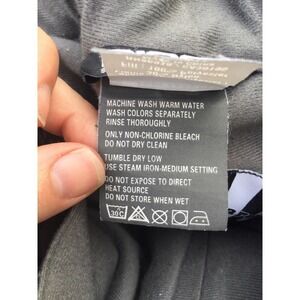 MACHINE WASH WARM WATER
WASH COLORS SEPARATELY
RINSE THOROUGHLY
ONLY NON-CHLORINE BLEACH
DO NOT DRY CLEAN
TUMBLE DRY LOW
USE STEAM IRON-MEDIUM SETTING
DO NOT EXPOSE TO DIRECT
HEAT SOURCE
DO NOT STORE WHEN WET
30C